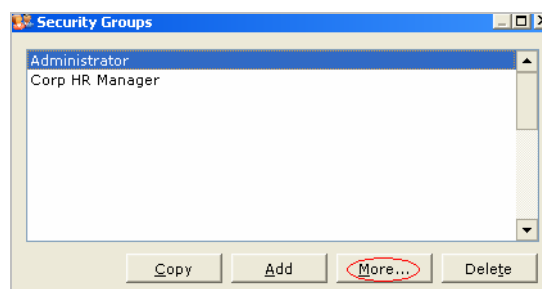 Security Groups
Administrator
Corp HR Manager
Copy Add More... Delete